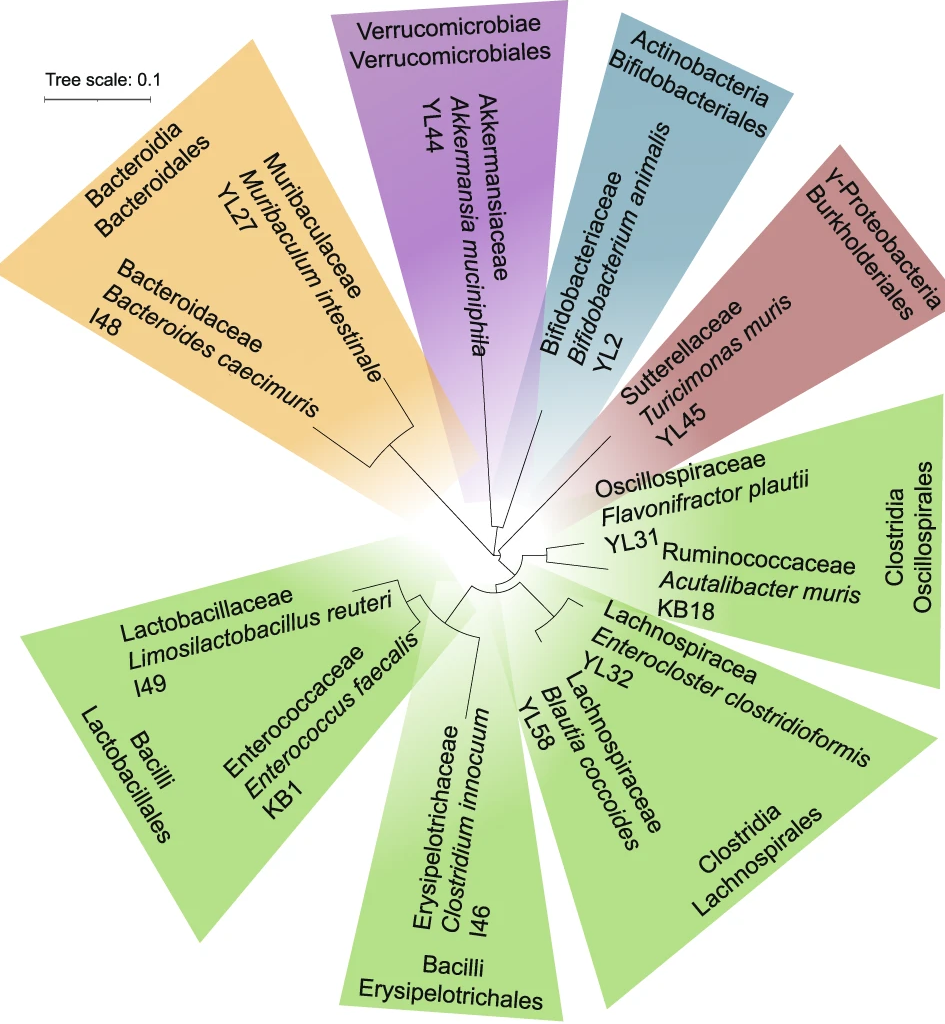 Tree scale: 0.1
Bacteroidia
Bacteroidales
Muribaculaceae
Muribaculum intestinale
YL27
Bacteroidaceae
Bacteroides caecimuris
I48
Verrucomicrobiae
Verrucomicrobiales
Akkermansiaceae
Akkermansia muciniphila
YL44
Actinobacteria
Bifidobacteriales
Bifidobacteriaceae
Bifidobacterium animalis
YL2
γ-Proteobacteria
Burkholderiales
Sutterellaceae
Turicimonas muris
YL45
Clostridia
Oscillospirales
Oscillospiraceae
Flavonifractor plautii
YL31
Ruminococcaceae
Acutalibacter muris
KB18
Lachnospiracea
Enterocloster clostridioformis
YL32
Lachnospiraceae
Blautia coccoides
YL58
Clostridia
Lachnospirales
Erysipelotrichaceae
Clostridium innocuum
I46
Bacilli
Erysipelotrichales
Lactobacillaceae
Limosilactobacillus reuteri
I49
Enterococcaceae
Enterococcus faecalis
KB1
Bacilli
Lactobacillales